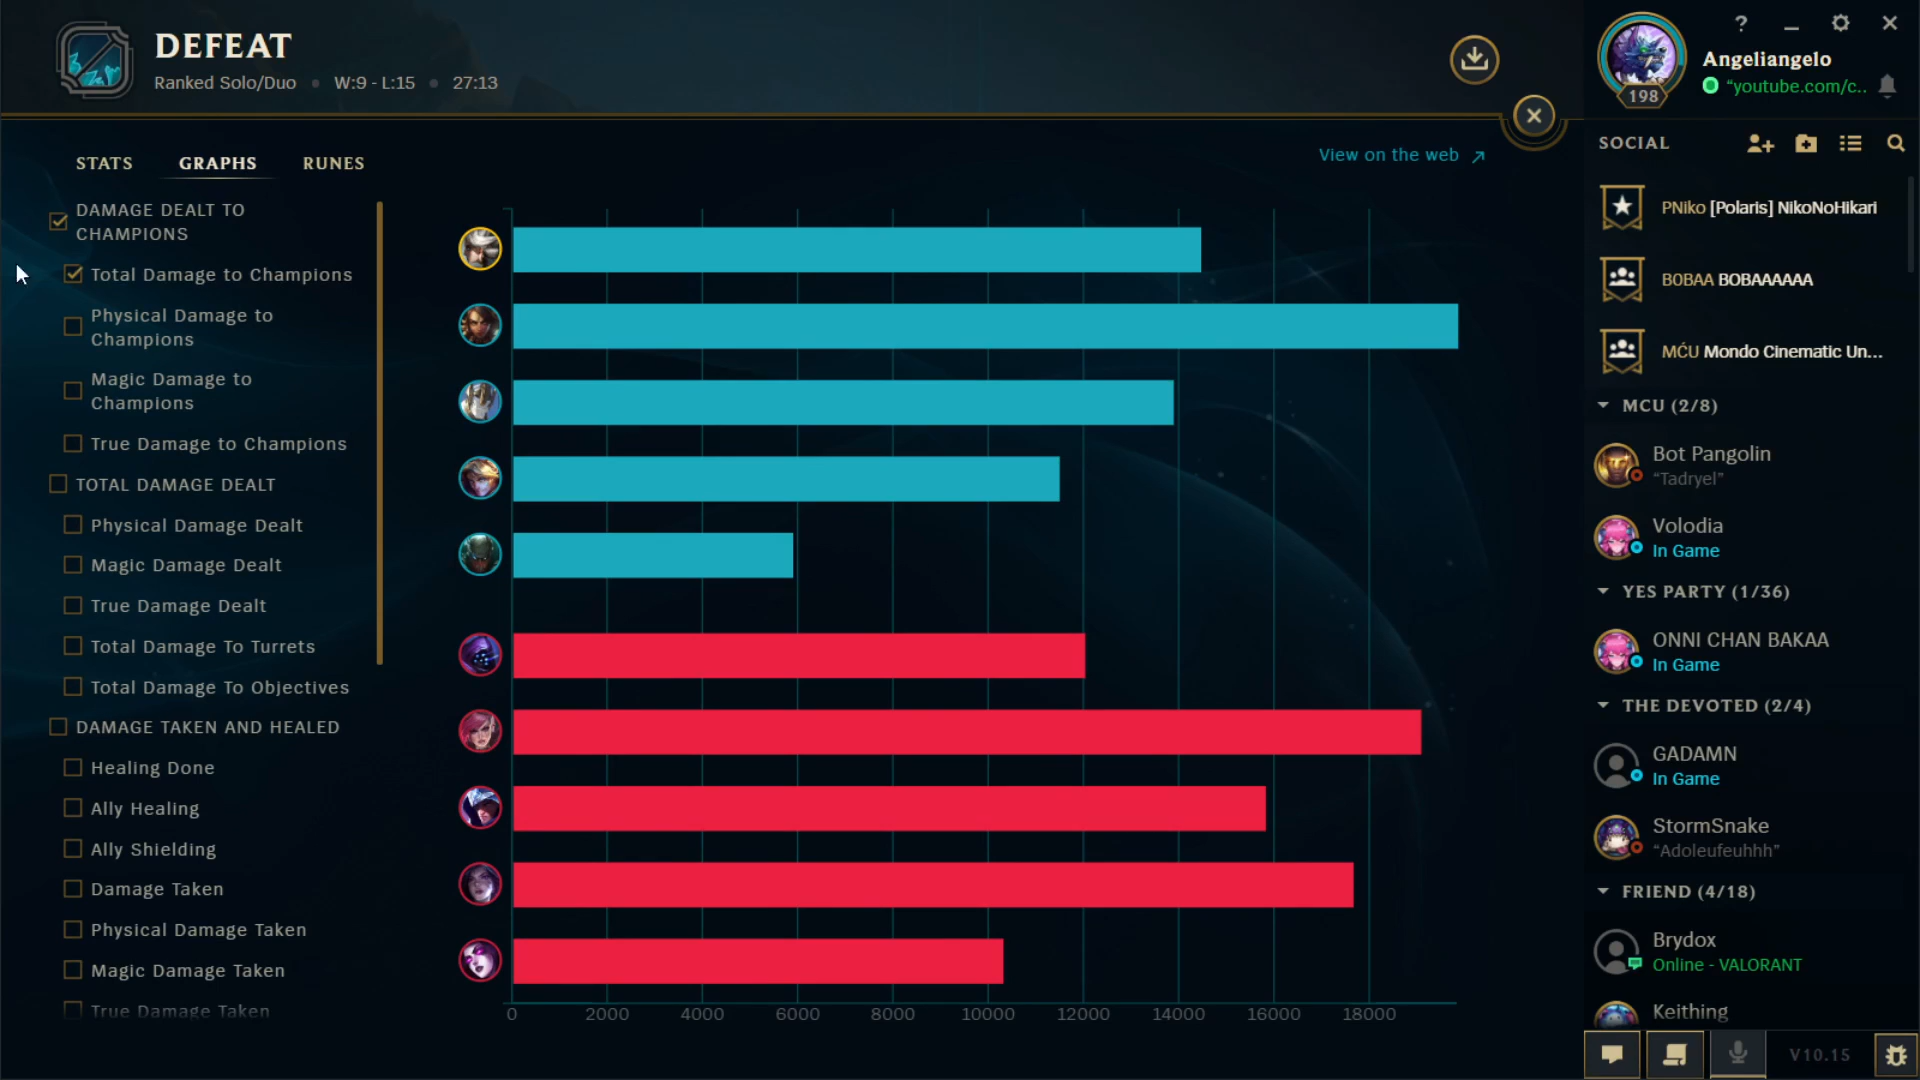 DEFEAT
Ranked Solo/Duo • W:9 - L:15 • 27:13
?
Angeliangelo
"youtube.com/c..
198
STATS
GRAPHS
RUNES
View on the web
SOCIAL
DAMAGE DEALT TO
CHAMPIONS
Total Damage to Champions
Physical Damage to
Champions
Magic Damage to
Champions
True Damage to Champions
TOTAL DAMAGE DEALT
Physical Damage Dealt
Magic Damage Dealt
True Damage Dealt
Total Damage To Turrets
Total Damage To Objectives
DAMAGE TAKEN AND HEALED
Healing Done
Ally Healing
Ally Shielding
Damage Taken
Physical Damage Taken
Magic Damage Taken
True Damage Taken
0 2000 4000 6000 8000 10000 12000 14000 16000 18000
PNiko [Polaris] NikoNoHikari
B0BAA BOBAAAAAA
MĆU Mondo Cinematic Un...
MCU (2/8)
Bot Pangolin
"Tadryel"
Volodia
In Game
YES PARTY (1/36)
ONNI CHAN BAKAA
In Game
THE DEVOTED (2/4)
GADAMN
In Game
StormSnake
"Adoleufeuhhh"
FRIEND (4/18)
Brydox
Online - VALORANT
Keithing
V10.15